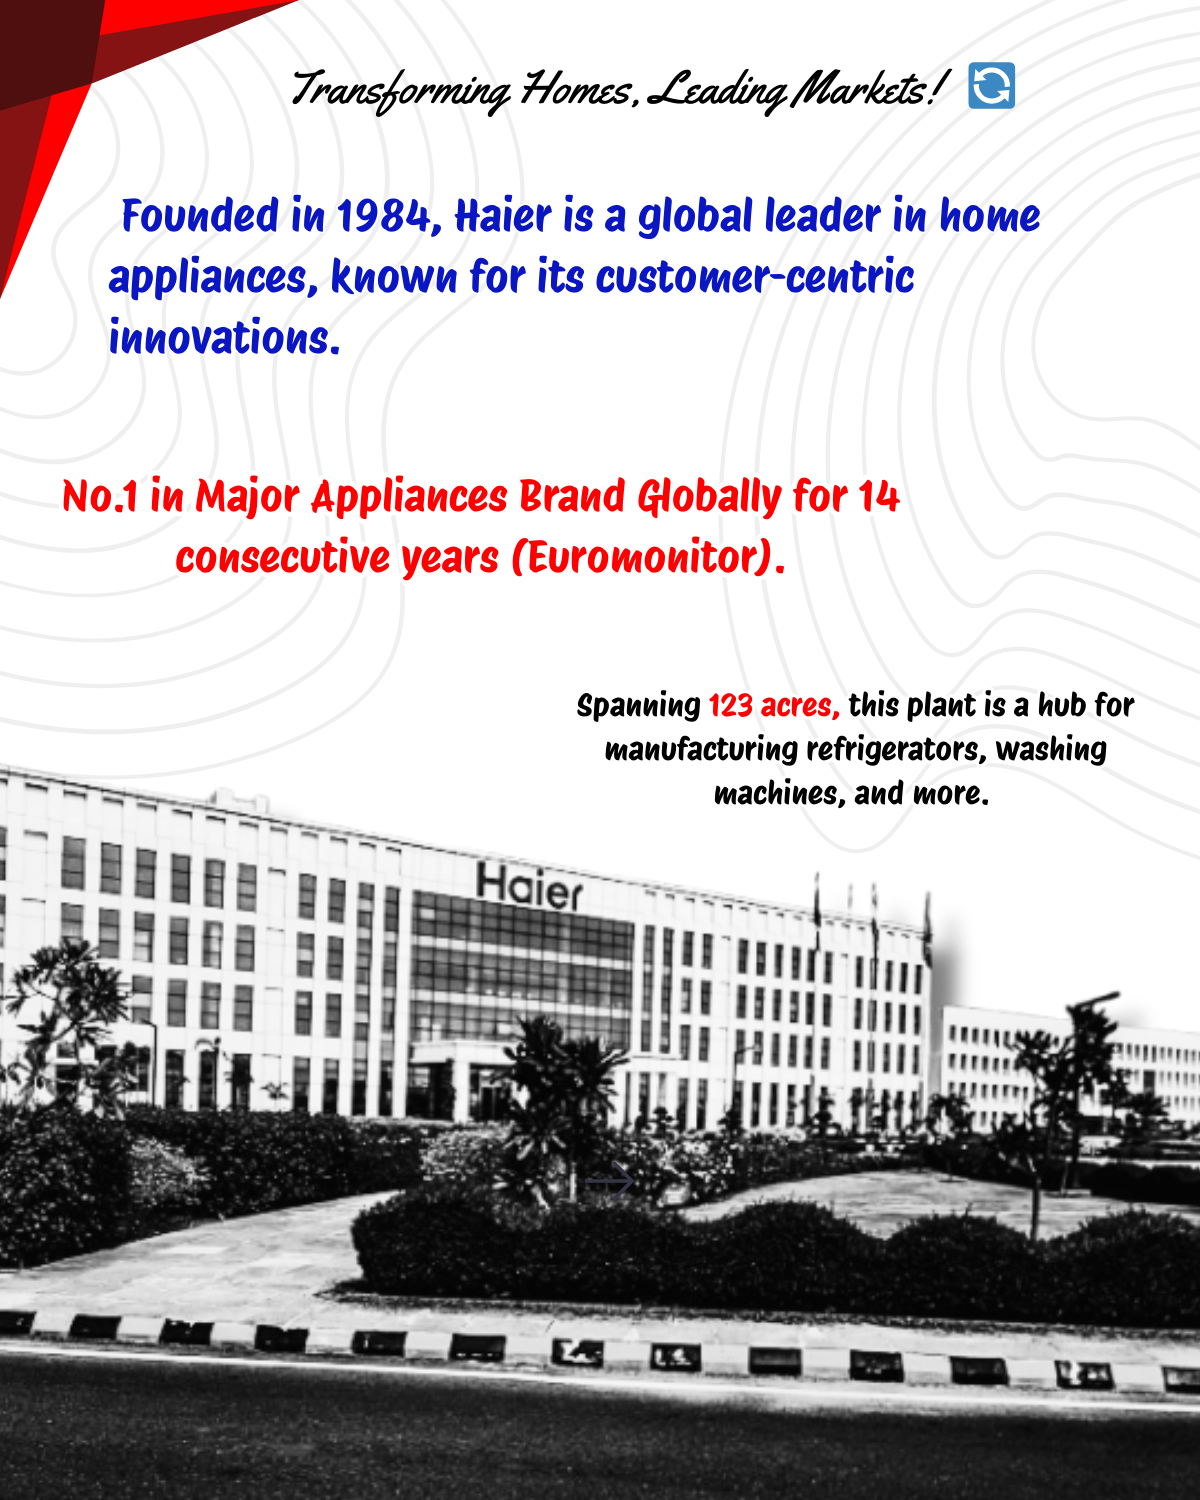 Transforming Homes, Leading Markets! 🔄
Founded in 1984, Haier is a global leader in home
appliances, known for its customer-centric
innovations.
No.1 in Major Appliances Brand Globally for 14
consecutive years (Euromonitor).
Spanning 123 acres, this plant is a hub for
manufacturing refrigerators, washing
machines, and more.
Haier